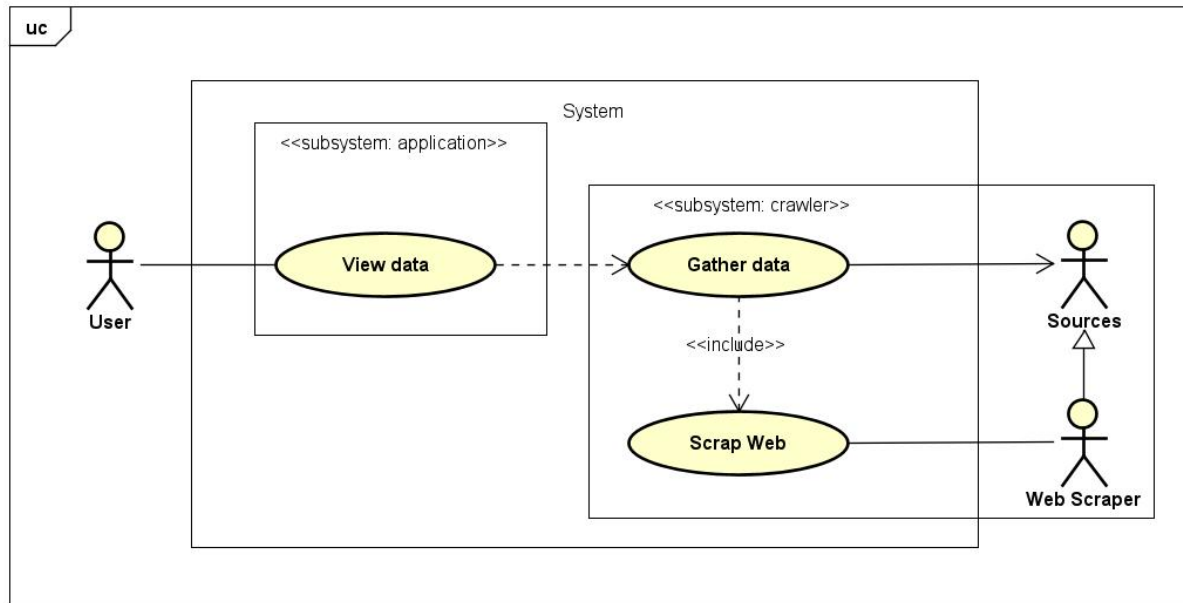 uc
System
<<subsystem: application>>
<<subsystem: crawler>>
View data
Gather data
User
Sources
<<include>>
Scrap Web
Web Scraper